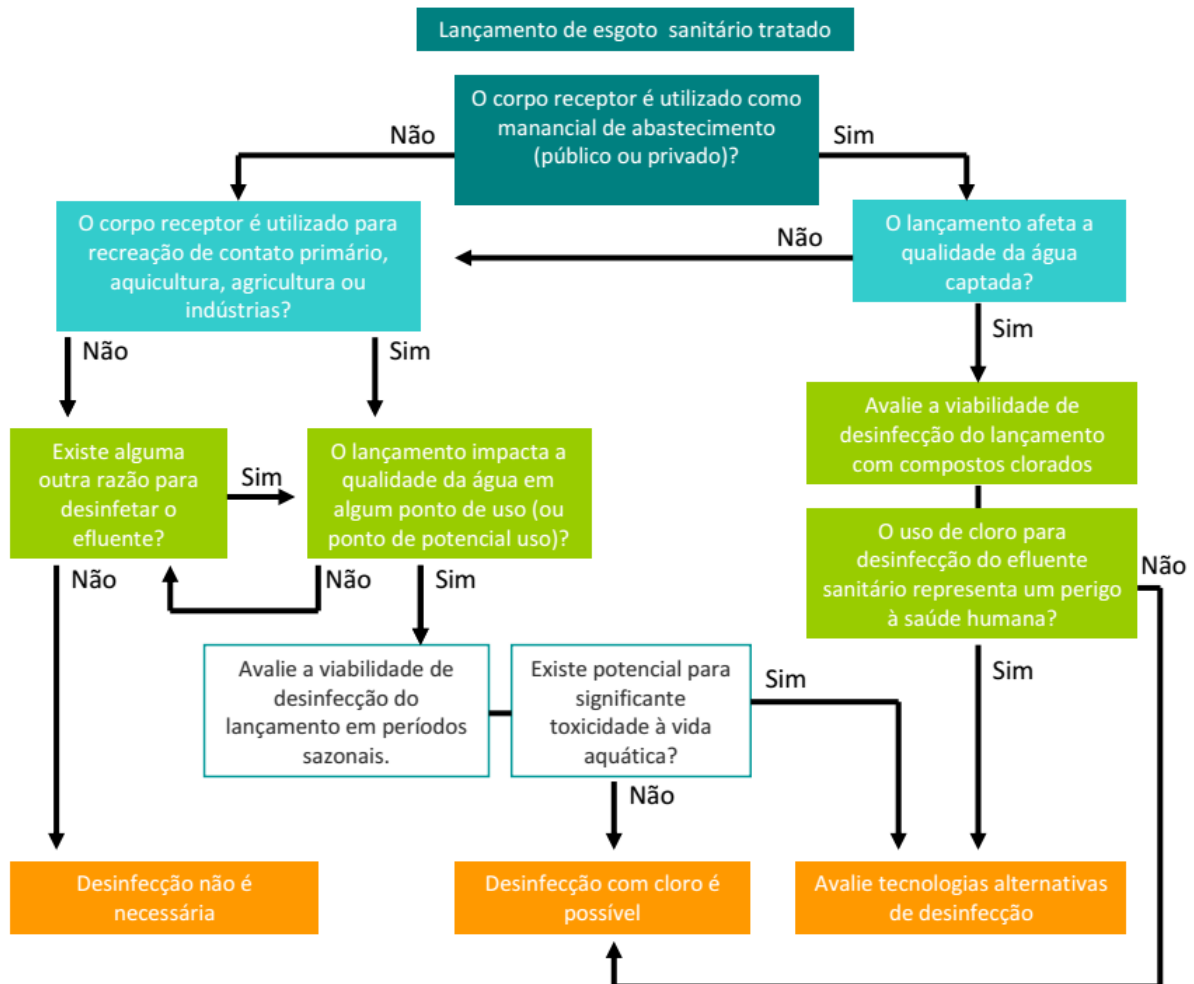 Lançamento de esgoto sanitário tratado
O corpo receptor é utilizado como
manancial de abastecimento
(público ou privado)?
Não
Sim
O corpo receptor é utilizado para
recreação de contato primário,
aquicultura, agricultura ou
indústrias?
Não
O lançamento afeta a
qualidade da água
captada?
Não
Sim
Sim
Avalie a viabilidade de
desinfecção do lançamento
com compostos clorados
Existe alguma
outra razão para
desinfetar o
efluente?
Sim
O lançamento impacta a
qualidade da água em
algum ponto de uso (ou
ponto de potencial uso)?
O uso de cloro para
desinfecção do efluente
sanitário representa um perigo
à saúde humana?
Não
Não
Não
Sim
Sim
Avalie a viabilidade de
desinfecção do
lançamento em períodos
sazonais.
Existe potencial para
significante
toxicidade à vida
aquática?
Sim
Não
Desinfecção não é
necessária
Desinfecção com cloro é
possível
Avalie tecnologias alternativas
de desinfecção